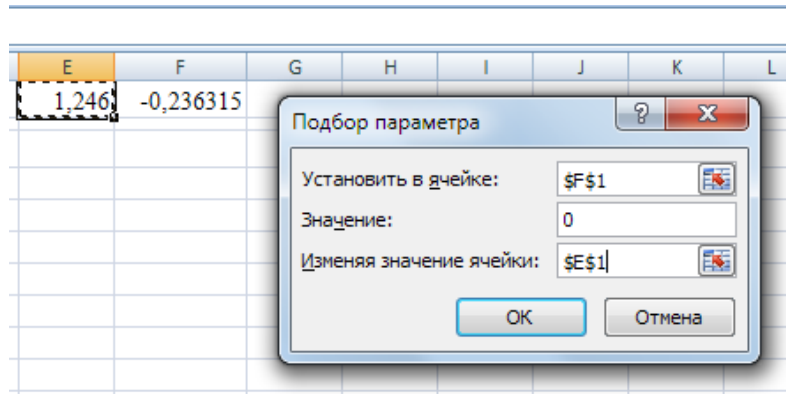 E F G H I J K L
1,246 -0,236315
Подбор параметра ? X
Установить в ячейке: $F$1
Значение: 0
Изменяя значение ячейки: $E$1
ОК Отмена